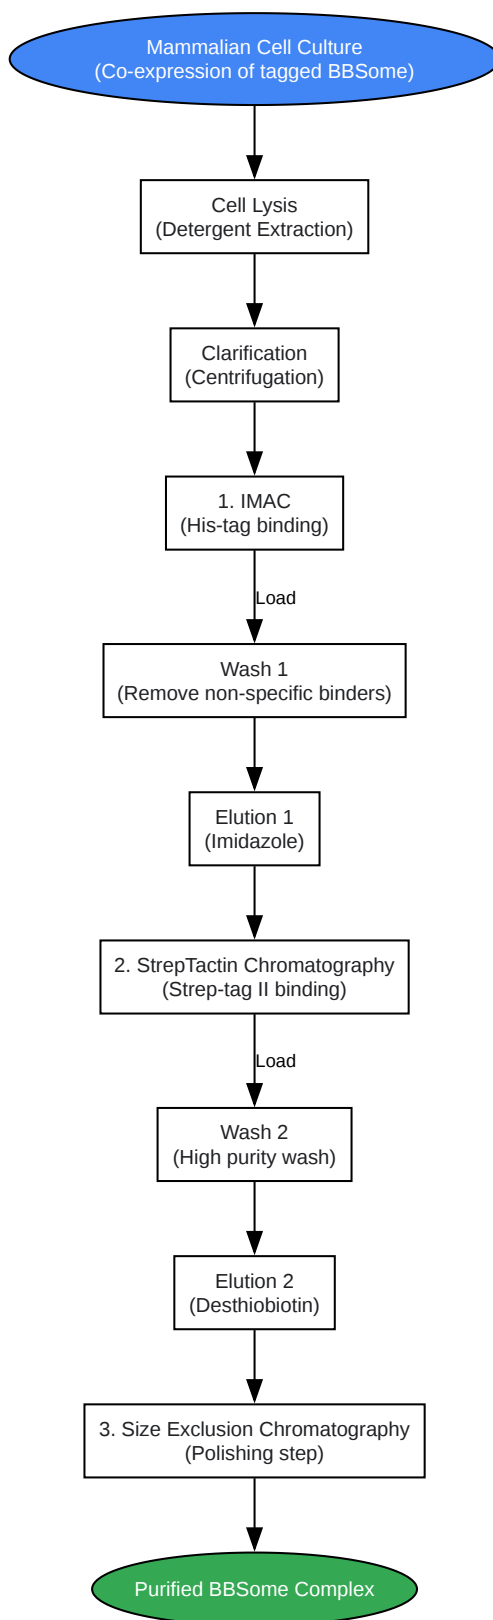 Mammalian Cell Culture
(Co-expression of tagged BBSome)
Cell Lysis
(Detergent Extraction)
Clarification
(Centrifugation)
1. IMAC
(His-tag binding)
Load
Wash 1
(Remove non-specific binders)
Elution 1
(Imidazole)
2. StrepTactin Chromatography
(Strep-tag II binding)
Load
Wash 2
(High purity wash)
Elution 2
(Desthiobiotin)
3. Size Exclusion Chromatography
(Polishing step)
Purified BBSome Complex